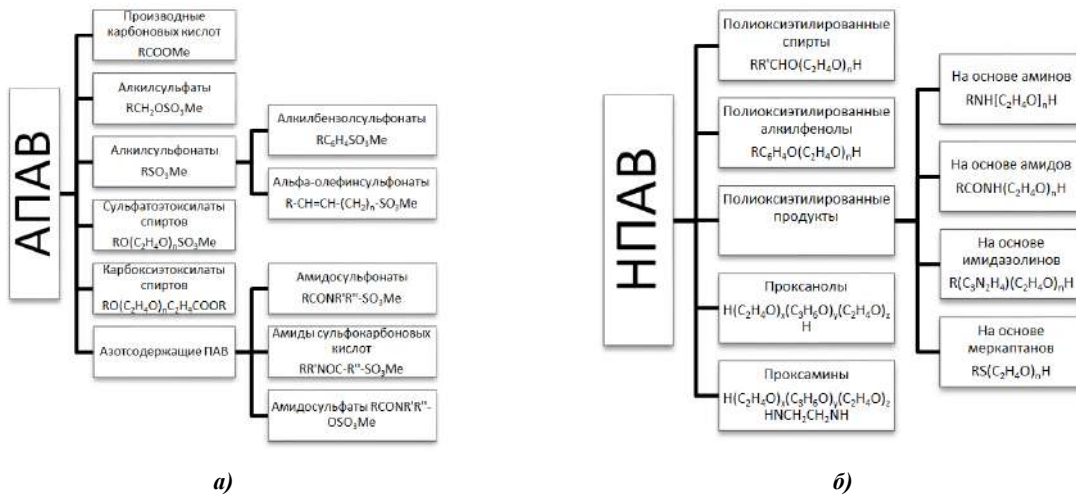 АПАВ
Производные
карбоновых кислот
RCOOMe
Алкилсульфаты
RCH₂OSO₃Me
Алкилсульфонаты
RSO₃Me
Алкилбензолсульфонаты
RC₆H₄SO₃Me
Альфа-олефинсульфонаты
R-CH=CH-(CH₂)ₙ-SO₃Me
Сульфатоэтоксилаты
спиртов
RO(C₂H₄O)ₙSO₃Me
Карбоксиэтоксилаты
спиртов
RO(C₂H₄O)ₙC₂H₄COOR
Азотсодержащие ПАВ
Амидосульфонаты
RCONR'R"-SO₃Me
Амиды сульфокарбоновых
кислот
RR'NOC-R"-SO₃Me
Амидосульфаты RCONR'R"-
OSO₃Me
а)
НПАВ
Полиоксиэтилированные
спирты
RR'CHO(C₂H₄O)ₙH
Полиоксиэтилированные
алкилфенолы
RC₆H₄O(C₂H₄O)ₙH
Полиоксиэтилированные
продукты
На основе аминов
RNH[C₂H₄O]ₙH
На основе амидов
RCONH(C₂H₄O)ₙH
На основе
имидазолинов
R(C₃N₂H₄)(C₂H₄O)ₙH
На основе
меркаптанов
RS(C₂H₄O)ₙH
Проксанолы
H(C₂H₄O)ₓ(C₃H₆O)ᵧ(C₂H₄O)z
H
Проксамины
H(C₂H₄O)ₓ(C₃H₆O)ᵧ(C₂H₄O)z
HNCH₂CH₂NH
б)